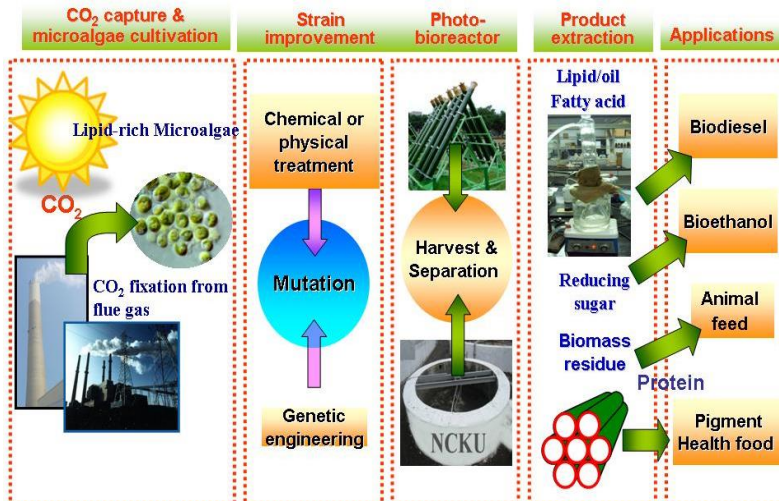 CO₂ capture &
microalgae cultivation
Strain
improvement
Photo-
bioreactor
Product
extraction
Applications
Lipid-rich Microalgae
CO₂
CO₂ fixation from
flue gas
Chemical or
physical
treatment
Mutation
Genetic
engineering
Harvest &
Separation
NCKU
Lipid/oil
Fatty acid
Reducing
sugar
Biomass
residue
Protein
Biodiesel
Bioethanol
Animal
feed
Pigment
Health food